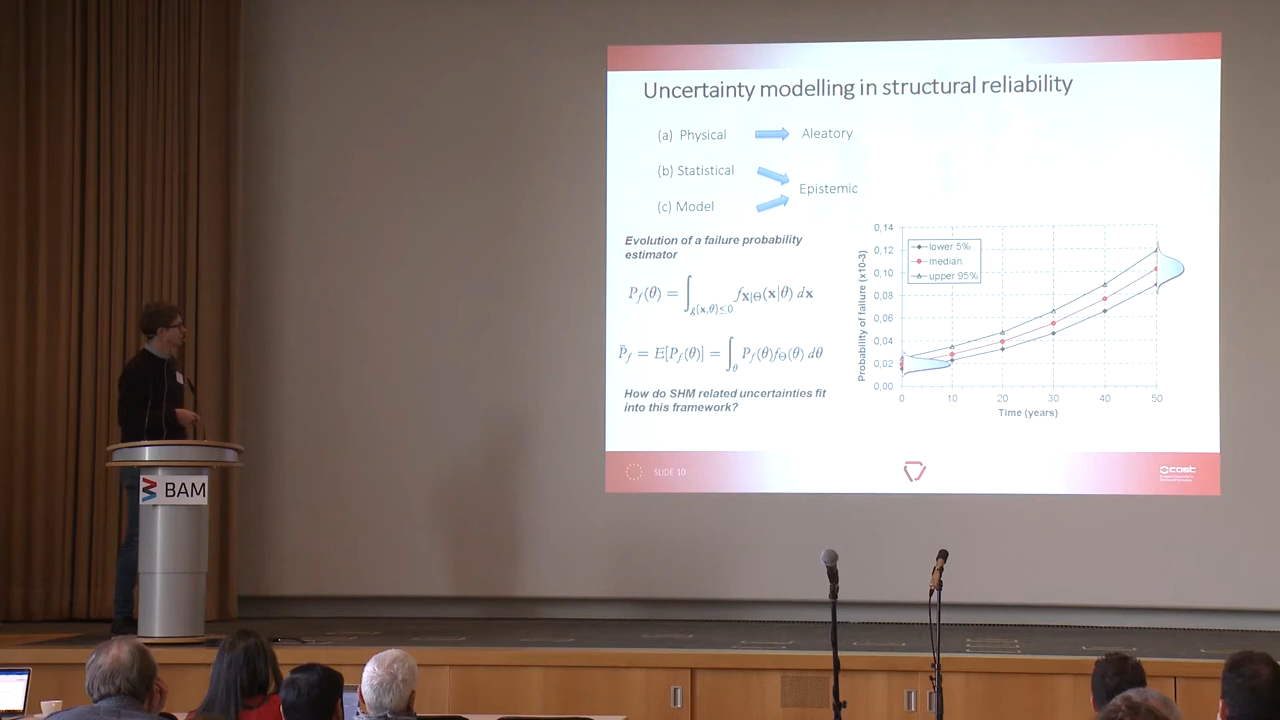 Uncertainty modelling in structural reliability
(a) Physical
Aleatory
(b) Statistical
Epistemic
(c) Model
Evolution of a failure probability
estimator
P_f(θ) = ∫_{g(x,θ)≤0} f_{x|Θ}(x|θ) dx
P̄_f = E[P_f(θ)] = ∫_θ P_f(θ)f_Θ(θ) dθ
How do SHM related uncertainties fit
into this framework?
Probability of failure (x10-3)
0,14
0,12
0,10
0,08
0,06
0,04
0,02
0,00
lower 5%
median
upper 95%
0 10 20 30 40 50
Time (years)
SLIDE 10
cost
BAM